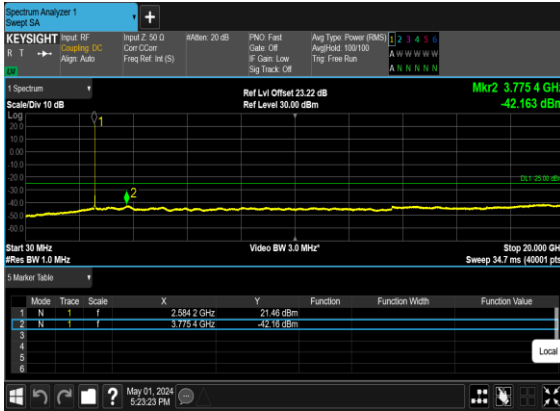 Spectrum Analyzer 1
Swept SA
+
KEYSIGHT Input: RF Input Z: 50 Ω #Atten: 20 dB PNO: Fast Avg Type: Power (RMS) 1 2 3 4 5 6
R T Coupling: DC Corr CCorr Gate: Off Avg|Hold: 100/100 A W W W W W
Align: Auto Freq Ref: Int (S) IF Gain: Low Trig: Free Run
Sig Track: Off A N N N N N
1 Spectrum Ref Lvl Offset 23.22 dB Mkr2 3.775 4 GHz
Scale/Div 10 dB Ref Level 30.00 dBm -42.163 dBm
Log
1
20.0
10.0
0.00
-10.0
-20.0 DL1 -25.00 dBm
-30.0
2
-40.0
-50.0
-60.0
Start 30 MHz Video BW 3.0 MHz* Stop 20.000 GHz
#Res BW 1.0 MHz Sweep 34.7 ms (40001 pts)
5 Marker Table
Mode Trace Scale X Y Function Function Width Function Value
1 N 1 f 2.584 2 GHz 21.46 dBm
2 N 1 f 3.775 4 GHz -42.16 dBm
3
4
5
6
Local
? May 01, 2024
5:23:23 PM